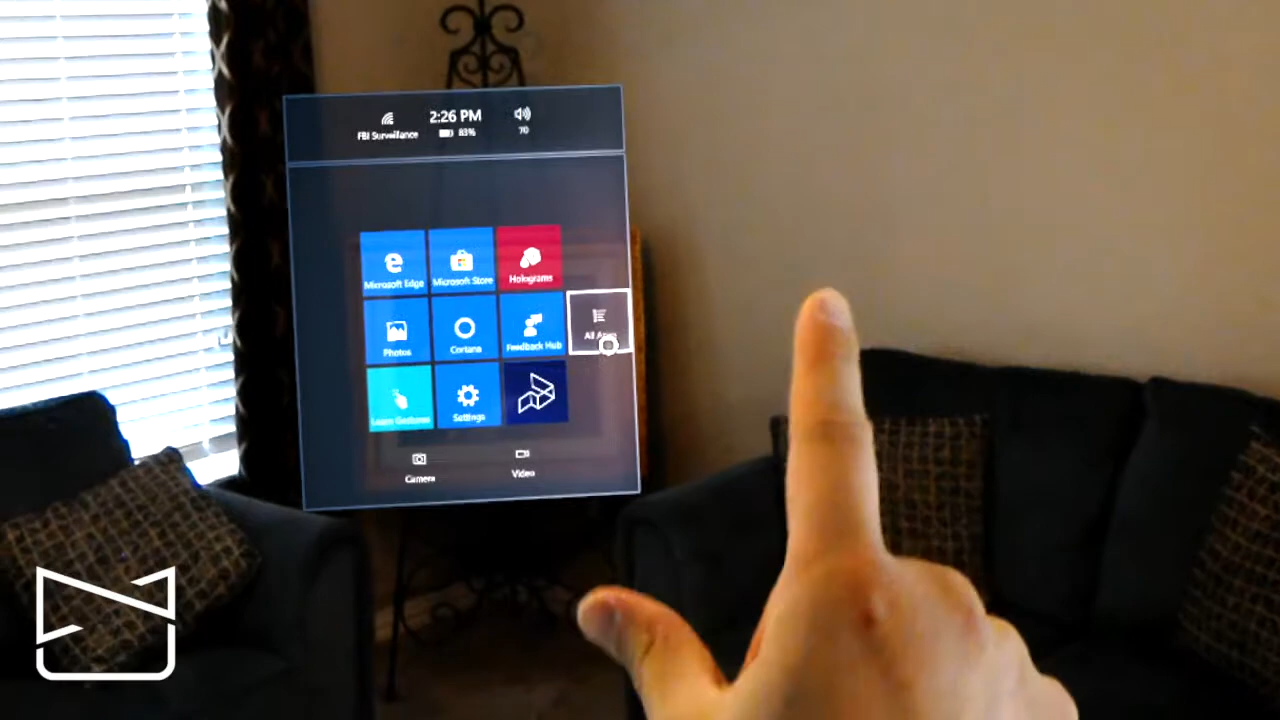 2:26 PM
FBI Surveillance
83%
70
Microsoft Edge
Microsoft Store
Holograms
Photos
Cortana
Feedback Hub
All Apps
Learn Gestures
Settings
Camera
Video